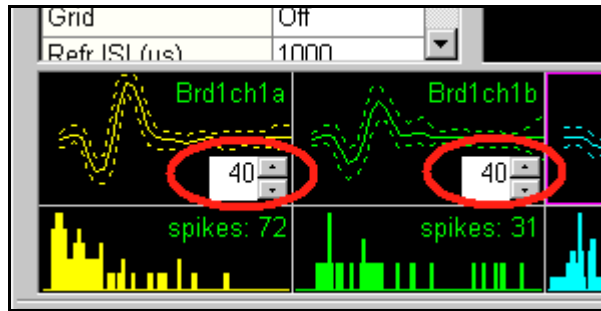 Grid Off
Refr ISI (us) 1000
Brd1ch1a Brd1ch1b
40 40
spikes: 72 spikes: 31